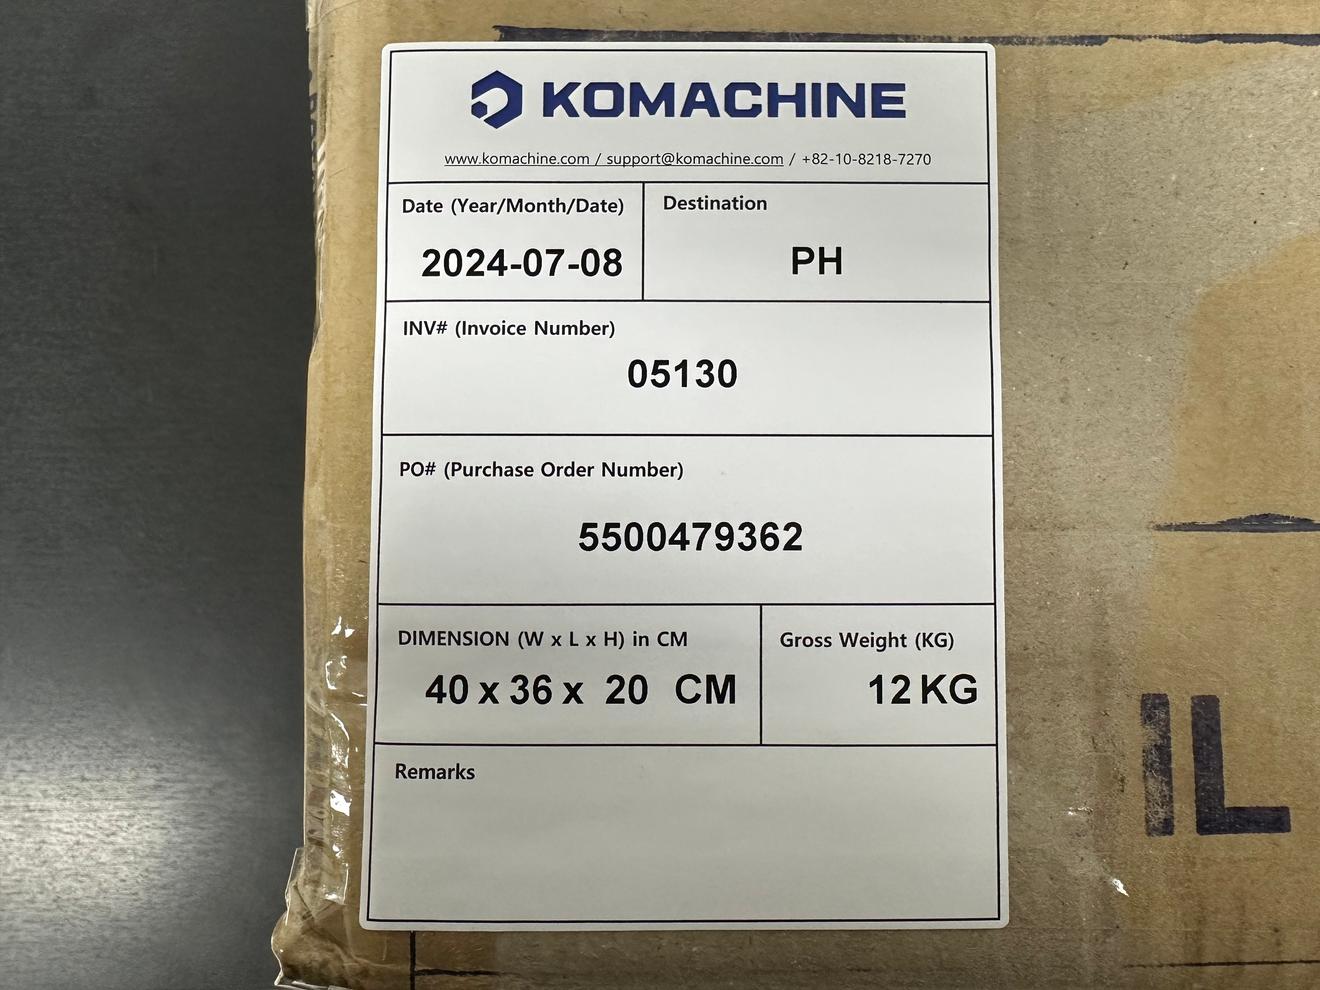 KOMACHINE
www.komachine.com / support@komachine.com / +82-10-8218-7270
Date (Year/Month/Date)
2024-07-08
Destination
PH
INV# (Invoice Number)
05130
PO# (Purchase Order Number)
5500479362
DIMENSION (W x L x H) in CM
40 x 36 x 20 CM
Gross Weight (KG)
12 KG
Remarks
IL